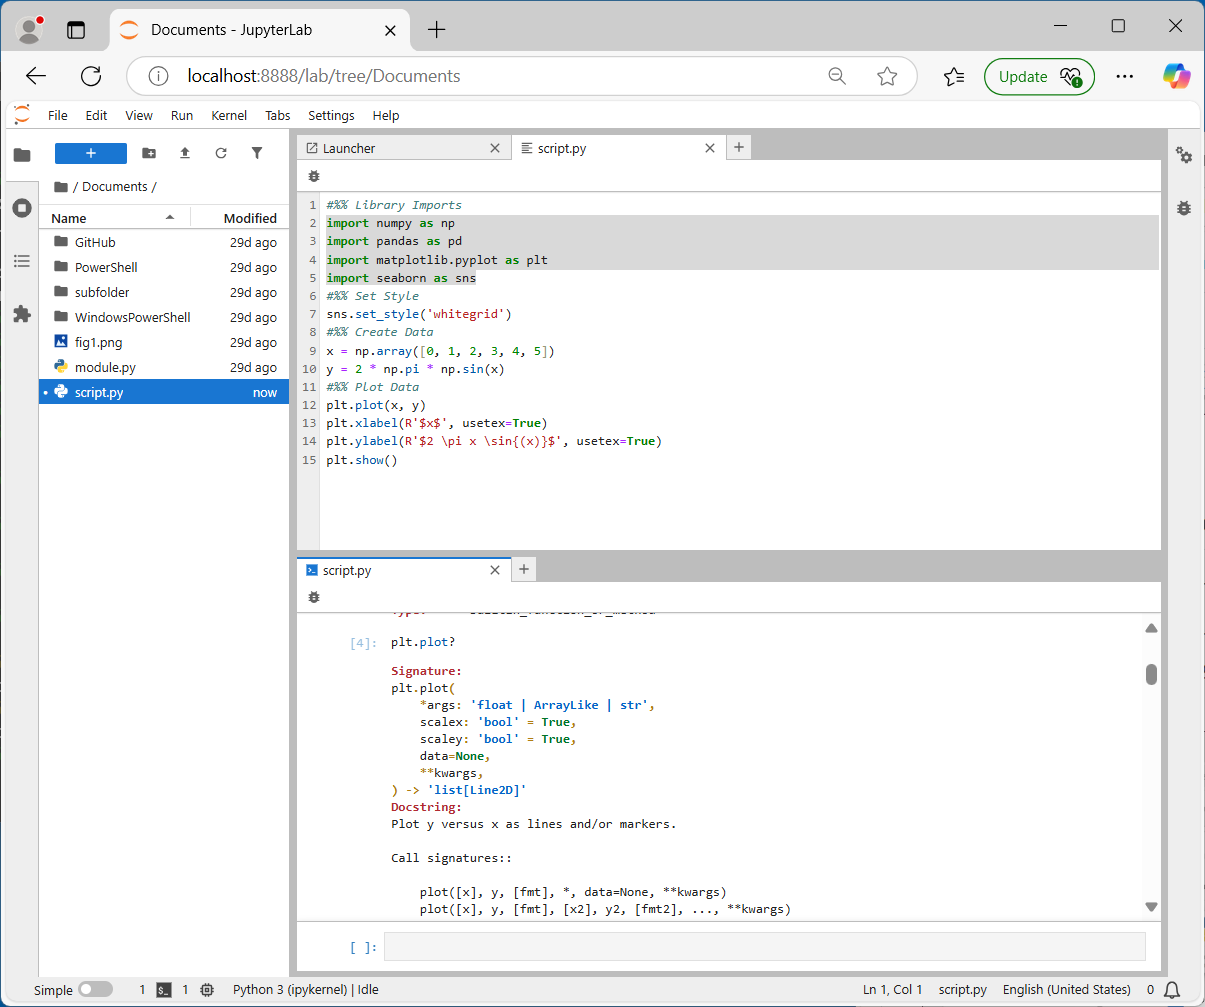 Documents - JupyterLab
localhost:8888/lab/tree/Documents
Update
File Edit View Run Kernel Tabs Settings Help
/ Documents /
Name Modified
GitHub 29d ago
PowerShell 29d ago
subfolder 29d ago
WindowsPowerShell 29d ago
fig1.png 29d ago
module.py 29d ago
script.py now
Launcher
script.py
1 #%% Library Imports
2 import numpy as np
3 import pandas as pd
4 import matplotlib.pyplot as plt
5 import seaborn as sns
6 #%% Set Style
7 sns.set_style('whitegrid')
8 #%% Create Data
9 x = np.array([0, 1, 2, 3, 4, 5])
10 y = 2 * np.pi * np.sin(x)
11 #%% Plot Data
12 plt.plot(x, y)
13 plt.xlabel(R'$x$', usetex=True)
14 plt.ylabel(R'$2 \pi x \sin{(x)}$', usetex=True)
15 plt.show()
script.py
[4]: plt.plot?
Signature:
plt.plot(
*args: 'float | ArrayLike | str',
scalex: 'bool' = True,
scaley: 'bool' = True,
data=None,
**kwargs,
) -> 'list[Line2D]'
Docstring:
Plot y versus x as lines and/or markers.
Call signatures::
plot([x], y, [fmt], *, data=None, **kwargs)
plot([x], y, [fmt], [x2], y2, [fmt2], ..., **kwargs)
[ ]:
Simple 1 1 Python 3 (ipykernel) | Idle Ln 1, Col 1 script.py English (United States) 0